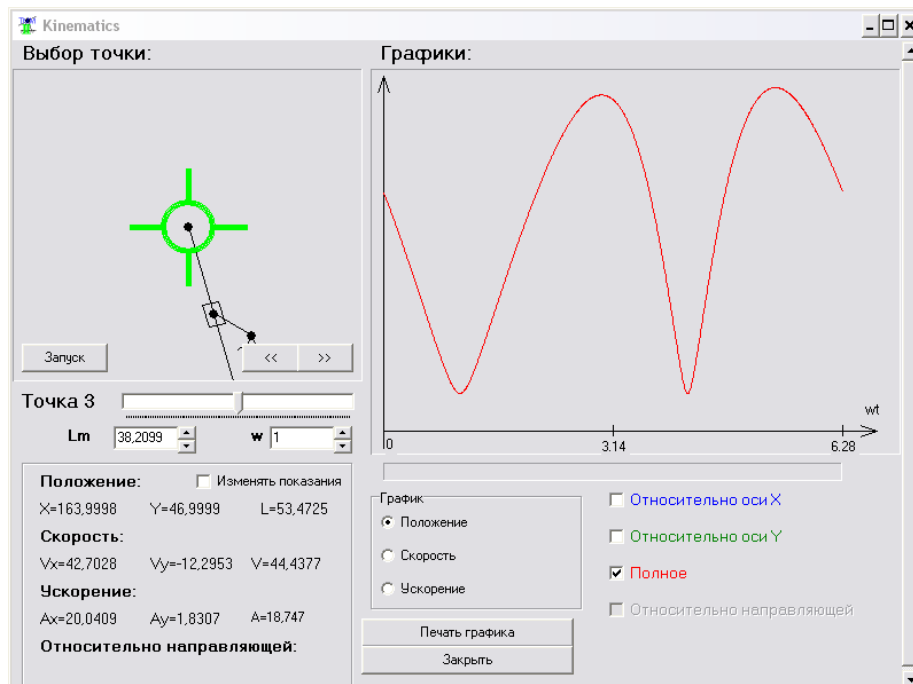 Kinematics
Выбор точки:
Графики:
Запуск
<< >>
Точка 3
Lm 38,2099 w 1
Положение: Изменять показания
X=163,9998 Y=46,9999 L=53,4725
Скорость:
Vx=42,7028 Vy=-12,2953 V=44,4377
Ускорение:
Ax=20,0409 Ay=1,8307 A=18,747
Относительно направляющей:
wt
0 3.14 6.28
График
Положение
Скорость
Ускорение
Относительно оси X
Относительно оси Y
Полное
Относительно направляющей
Печать графика
Закрыть